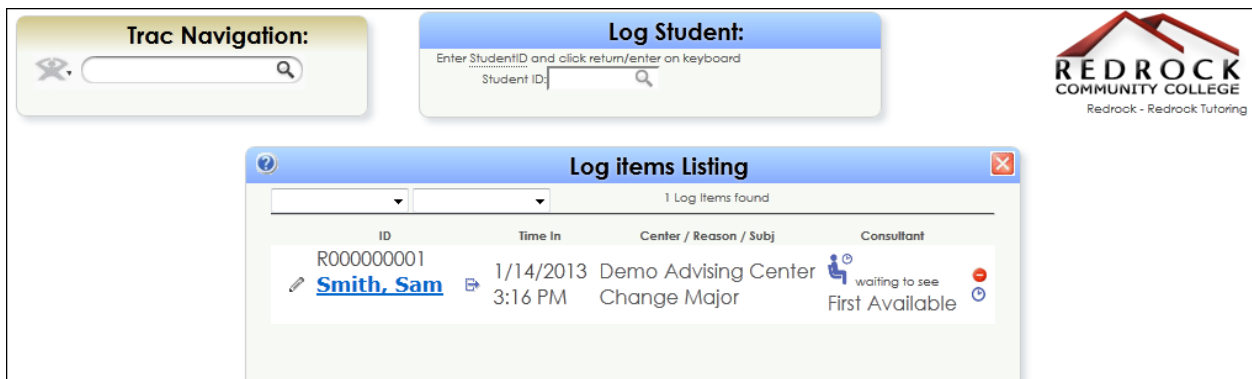 Trac Navigation:
Log Student:
Enter StudentID and click return/enter on keyboard
Student ID:
REDROCK
COMMUNITY COLLEGE
Redrock - Redrock Tutoring
Log items Listing
1 Log Items found
ID Time In Center / Reason / Subj Consultant
R000000001
Smith, Sam
1/14/2013
3:16 PM
Demo Advising Center
Change Major
waiting to see
First Available